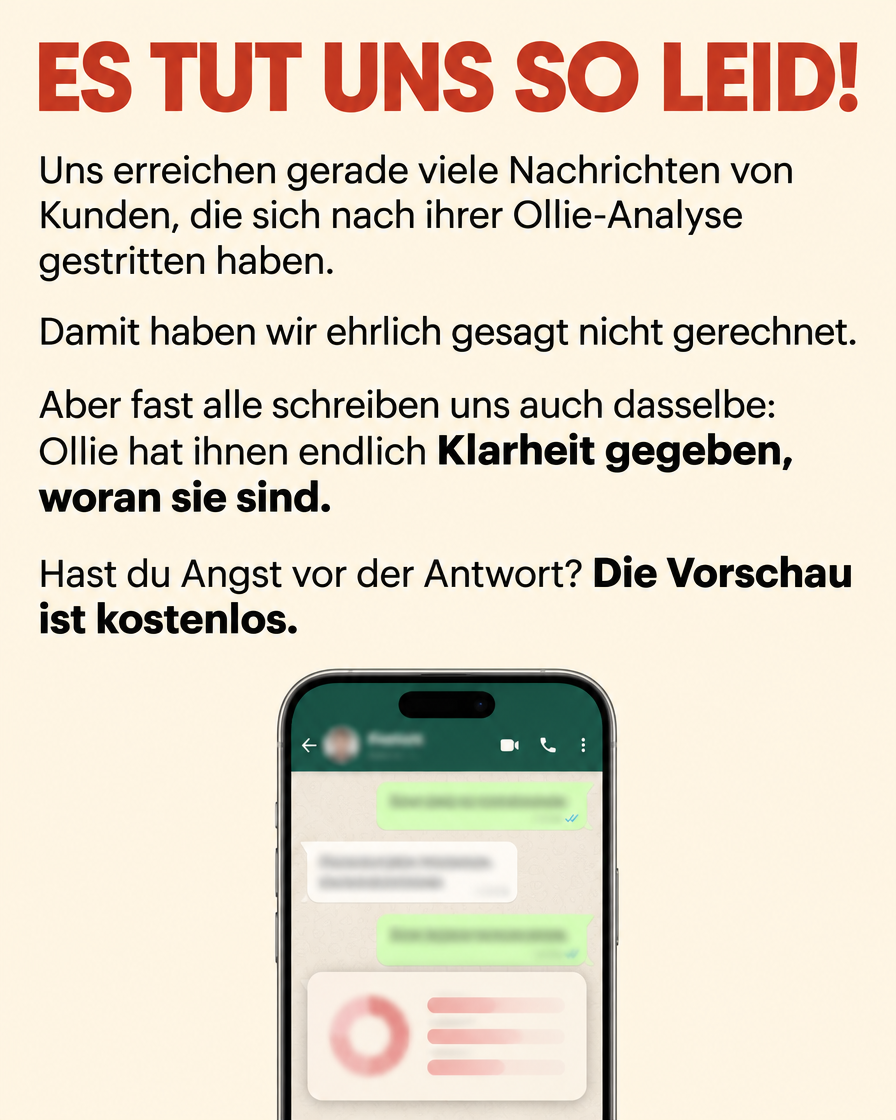 ES TUT UNS SO LEID!
Uns erreichen gerade viele Nachrichten von
Kunden, die sich nach ihrer Ollie-Analyse
gestritten haben.
Damit haben wir ehrlich gesagt nicht gerechnet.
Aber fast alle schreiben uns auch dasselbe:
Ollie hat ihnen endlich Klarheit gegeben,
woran sie sind.
Hast du Angst vor der Antwort? Die Vorschau
ist kostenlos.